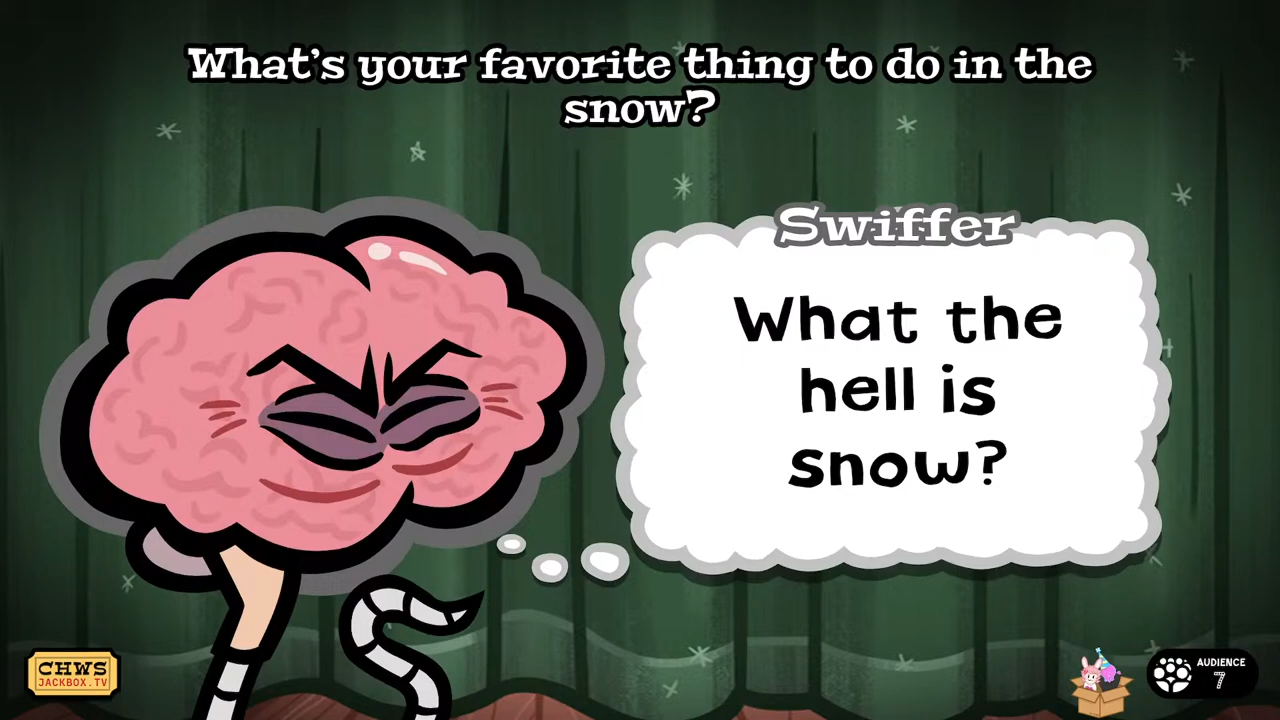 What's your favorite thing to do in the
snow?
Swiffer
What the
hell is
snow?
CHWS
JACKBOX.TV
AUDIENCE
7